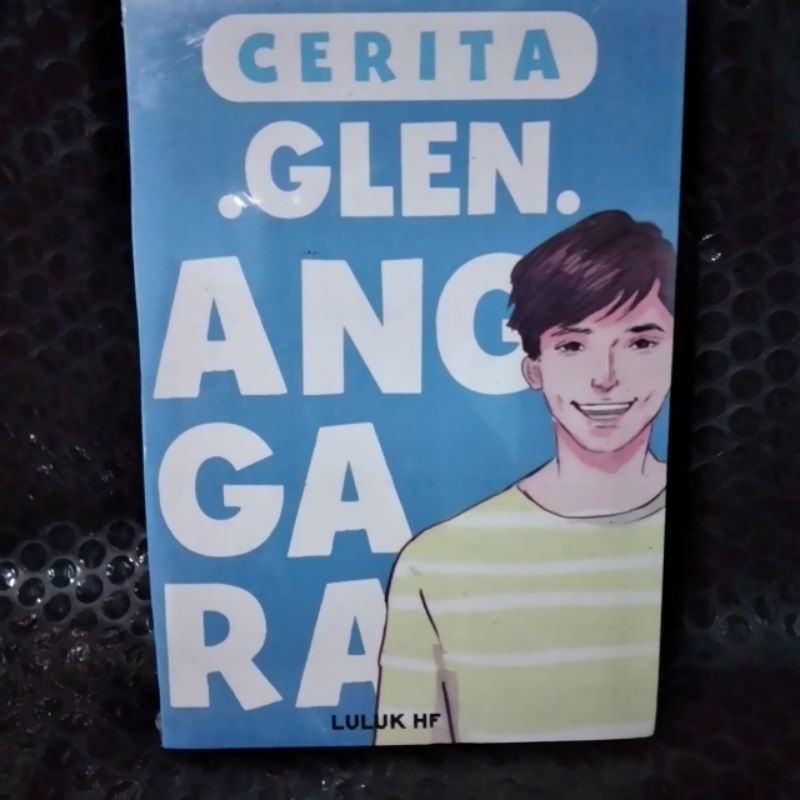 CERITA
.GLEN.
ANG
GA
RA
LULUK HF